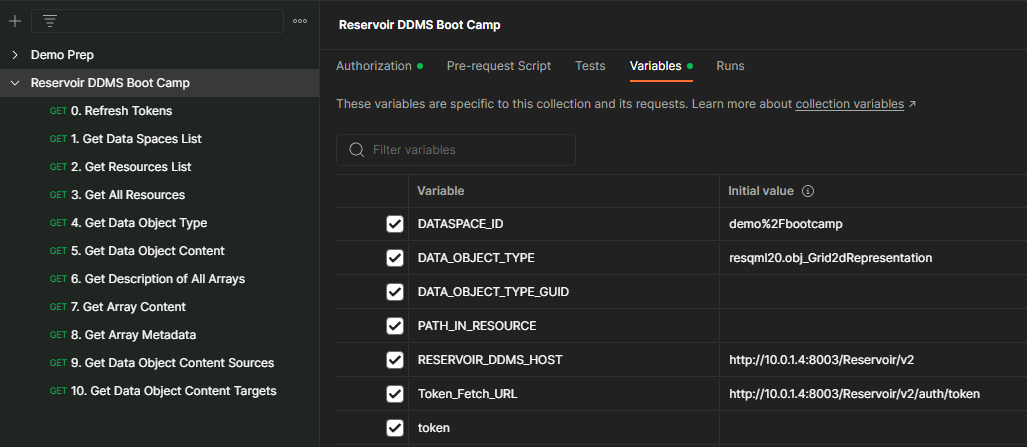 Demo Prep
Reservoir DDMS Boot Camp
GET 0. Refresh Tokens
GET 1. Get Data Spaces List
GET 2. Get Resources List
GET 3. Get All Resources
GET 4. Get Data Object Type
GET 5. Get Data Object Content
GET 6. Get Description of All Arrays
GET 7. Get Array Content
GET 8. Get Array Metadata
GET 9. Get Data Object Content Sources
GET 10. Get Data Object Content Targets
Reservoir DDMS Boot Camp
Authorization Pre-request Script Tests Variables Runs
These variables are specific to this collection and its requests. Learn more about collection variables ↗
Filter variables
Variable Initial value
DATASPACE_ID demo%2Fbootcamp
DATA_OBJECT_TYPE resqml20.obj_Grid2dRepresentation
DATA_OBJECT_TYPE_GUID
PATH_IN_RESOURCE
RESERVOIR_DDMS_HOST http://10.0.1.4:8003/Reservoir/v2
Token_Fetch_URL http://10.0.1.4:8003/Reservoir/v2/auth/token
token